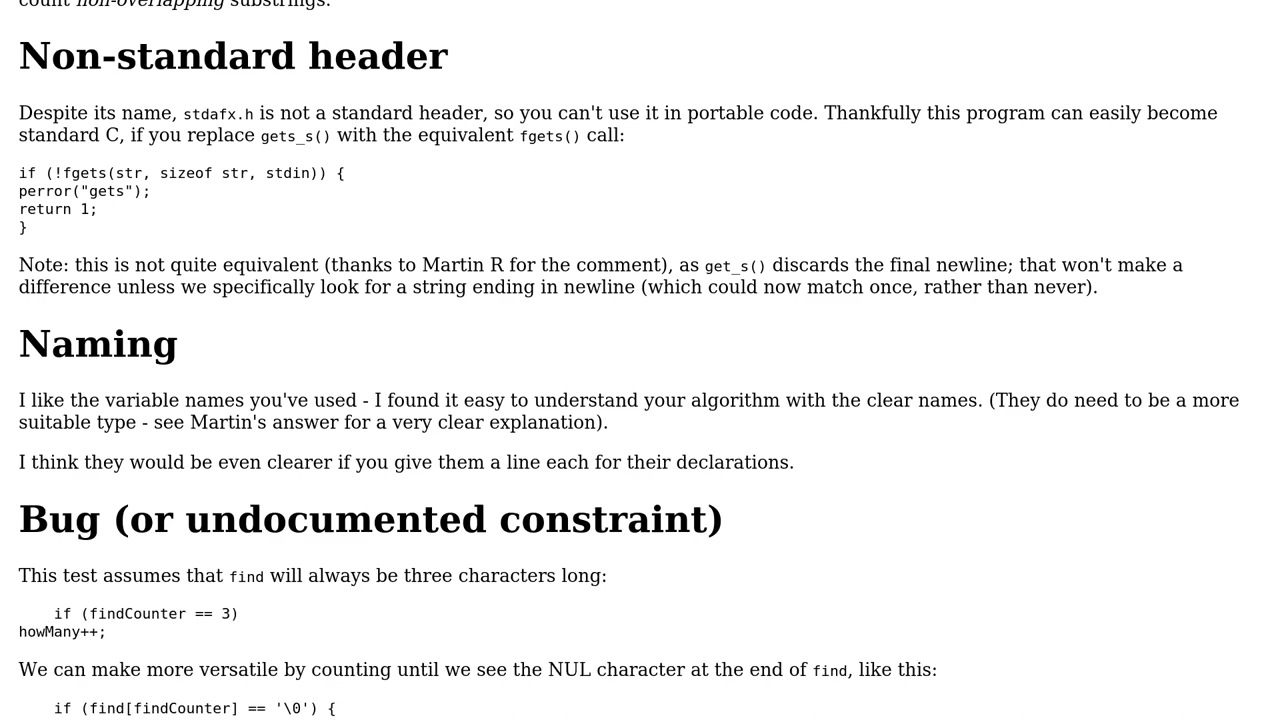 count non-overlapping substrings.
Non-standard header
Despite its name, stdafx.h is not a standard header, so you can't use it in portable code. Thankfully this program can easily become
standard C, if you replace gets_s() with the equivalent fgets() call:
if (!fgets(str, sizeof str, stdin)) {
perror("gets");
return 1;
}
Note: this is not quite equivalent (thanks to Martin R for the comment), as get_s() discards the final newline; that won't make a
difference unless we specifically look for a string ending in newline (which could now match once, rather than never).
Naming
I like the variable names you've used - I found it easy to understand your algorithm with the clear names. (They do need to be a more
suitable type - see Martin's answer for a very clear explanation).
I think they would be even clearer if you give them a line each for their declarations.
Bug (or undocumented constraint)
This test assumes that find will always be three characters long:
    if (findCounter == 3)
howMany++;
We can make more versatile by counting until we see the NUL character at the end of find, like this:
    if (find[findCounter] == '\0') {